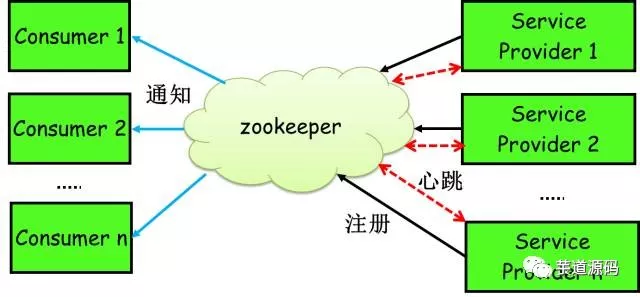 Consumer 1
通知
Consumer 2
.....
Consumer n
zookeeper
Service
Provider 1
Service
Provider 2
.....
心跳
注册
Service
Provider n
芋道源码